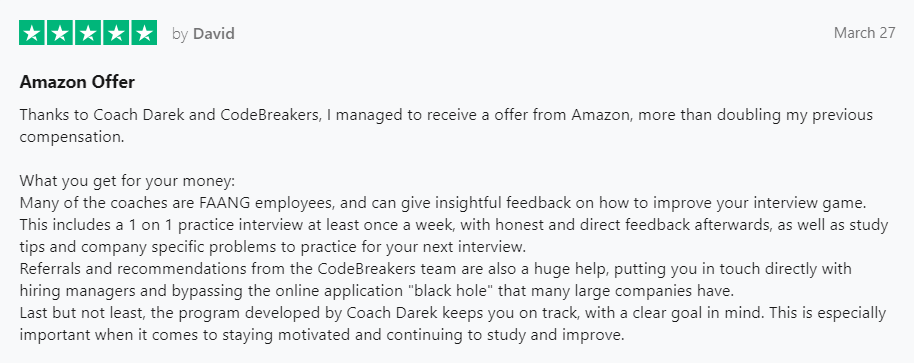 by David
March 27
Amazon Offer
Thanks to Coach Darek and CodeBreakers, I managed to receive a offer from Amazon, more than doubling my previous
compensation.
What you get for your money:
Many of the coaches are FAANG employees, and can give insightful feedback on how to improve your interview game.
This includes a 1 on 1 practice interview at least once a week, with honest and direct feedback afterwards, as well as study
tips and company specific problems to practice for your next interview.
Referrals and recommendations from the CodeBreakers team are also a huge help, putting you in touch directly with
hiring managers and bypassing the online application "black hole" that many large companies have.
Last but not least, the program developed by Coach Darek keeps you on track, with a clear goal in mind. This is especially
important when it comes to staying motivated and continuing to study and improve.